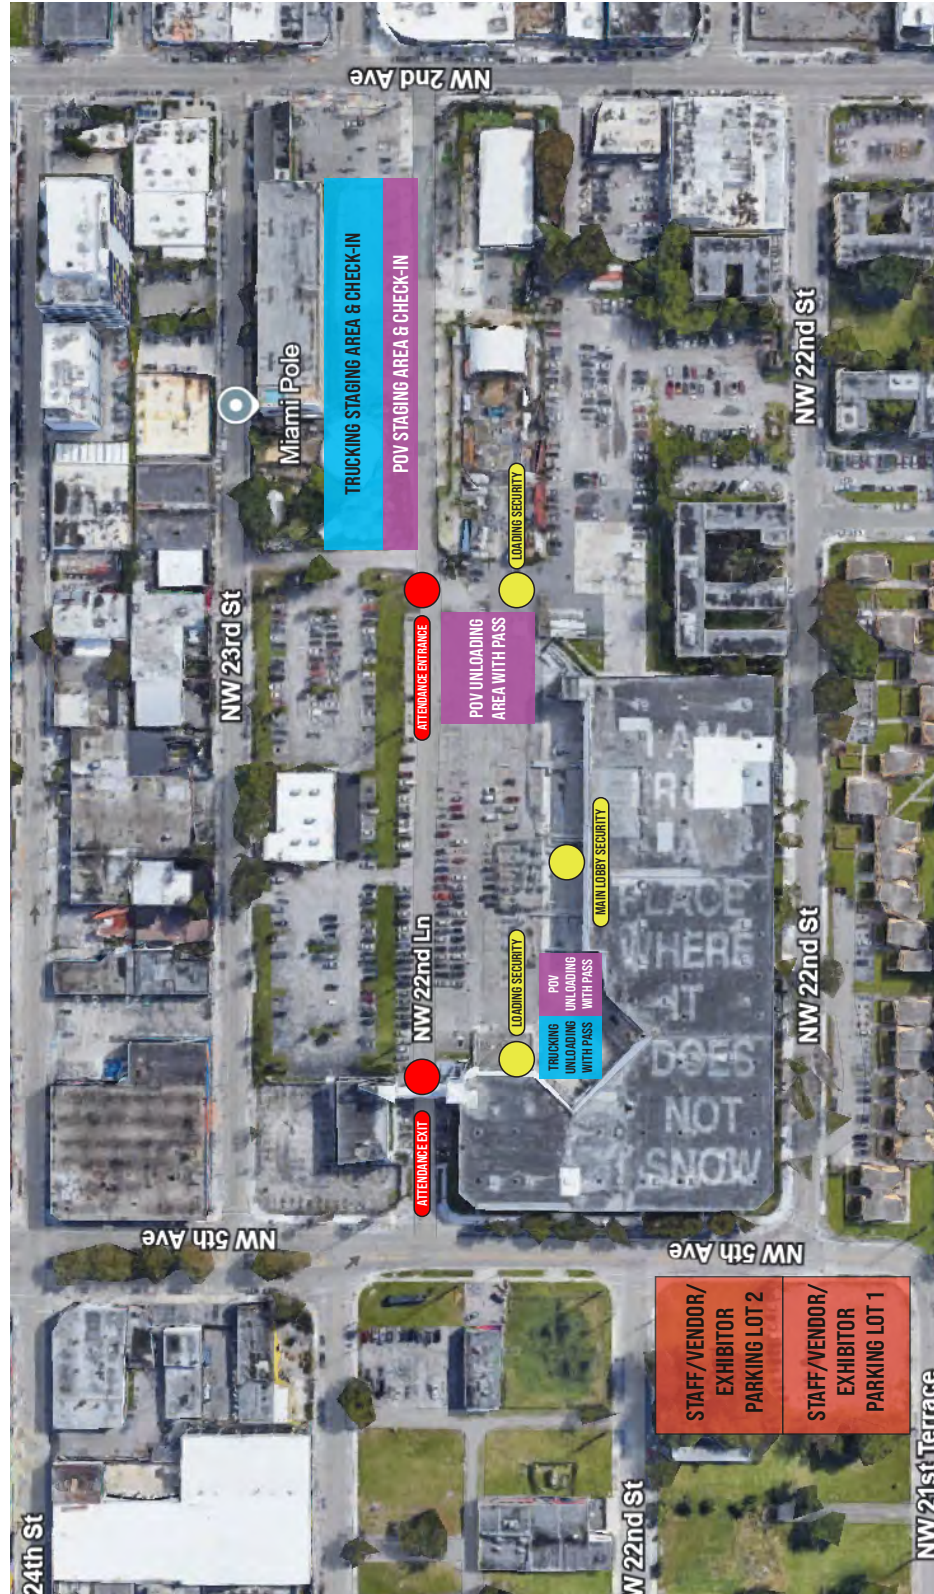 24th St
NW 5th Ave
NW 23rd St
Miami Pole
NW 2nd Ave
TRUCKING STAGING AREA & CHECK-IN
POV STAGING AREA & CHECK-IN
ATTENDANCE EXIT
NW 22nd Ln
ATTENDANCE ENTRANCE
POV UNLOADING
AREA WITH PASS
LOADING SECURITY
LOADING SECURITY
TRUCKING
UNLOADING
WITH PASS
POV
UNLOADING
WITH PASS
MAIN LOBBY SECURITY
PLACE
WHERE
AT
DOES
NOT
SNOW
W 22nd St
NW 5th Ave
NW 22nd St
NW 22nd St
STAFF/VENDOR/
EXHIBITOR
PARKING LOT 2
STAFF/VENDOR/
EXHIBITOR
PARKING LOT 1
NW 21st Terrace